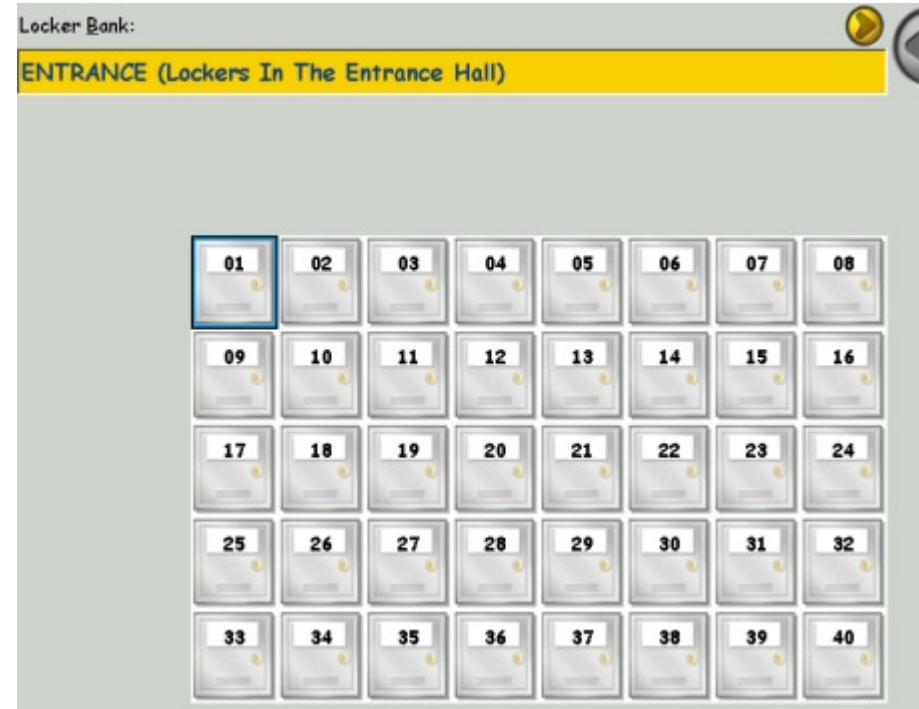 Locker Bank:
ENTRANCE (Lockers In The Entrance Hall)
01 02 03 04 05 06 07 08
09 10 11 12 13 14 15 16
17 18 19 20 21 22 23 24
25 26 27 28 29 30 31 32
33 34 35 36 37 38 39 40